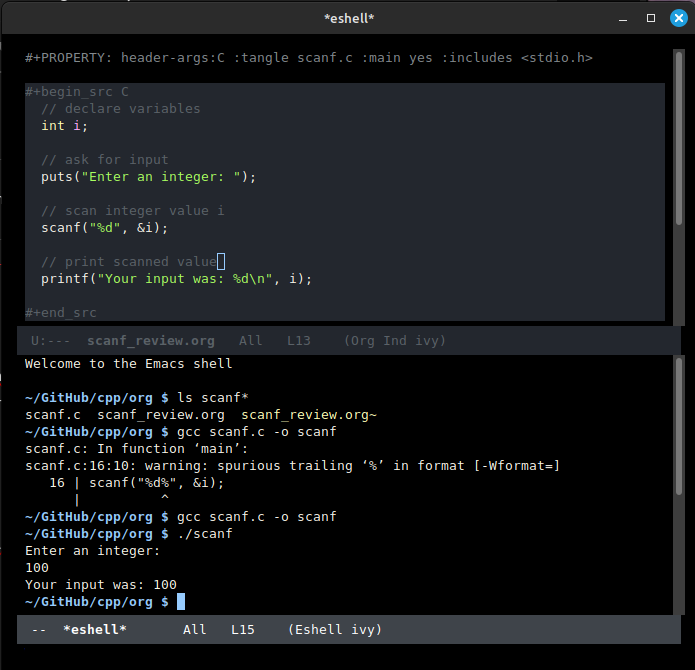 *eshell*
#+PROPERTY: header-args:C :tangle scanf.c :main yes :includes <stdio.h>
#+begin_src C
// declare variables
int i;
// ask for input
puts("Enter an integer: ");
// scan integer value i
scanf("%d", &i);
// print scanned value
printf("Your input was: %d\n", i);
#+end_src
U:--- scanf_review.org All L13 (Org Ind ivy)
Welcome to the Emacs shell
~/GitHub/cpp/org $ ls scanf*
scanf.c scanf_review.org scanf_review.org~
~/GitHub/cpp/org $ gcc scanf.c -o scanf
scanf.c: In function ‘main’:
scanf.c:16:10: warning: spurious trailing ‘%’ in format [-Wformat=]
16 | scanf("%d%", &i);
| ^
~/GitHub/cpp/org $ gcc scanf.c -o scanf
~/GitHub/cpp/org $ ./scanf
Enter an integer:
100
Your input was: 100
~/GitHub/cpp/org $
-- *eshell* All L15 (Eshell ivy)